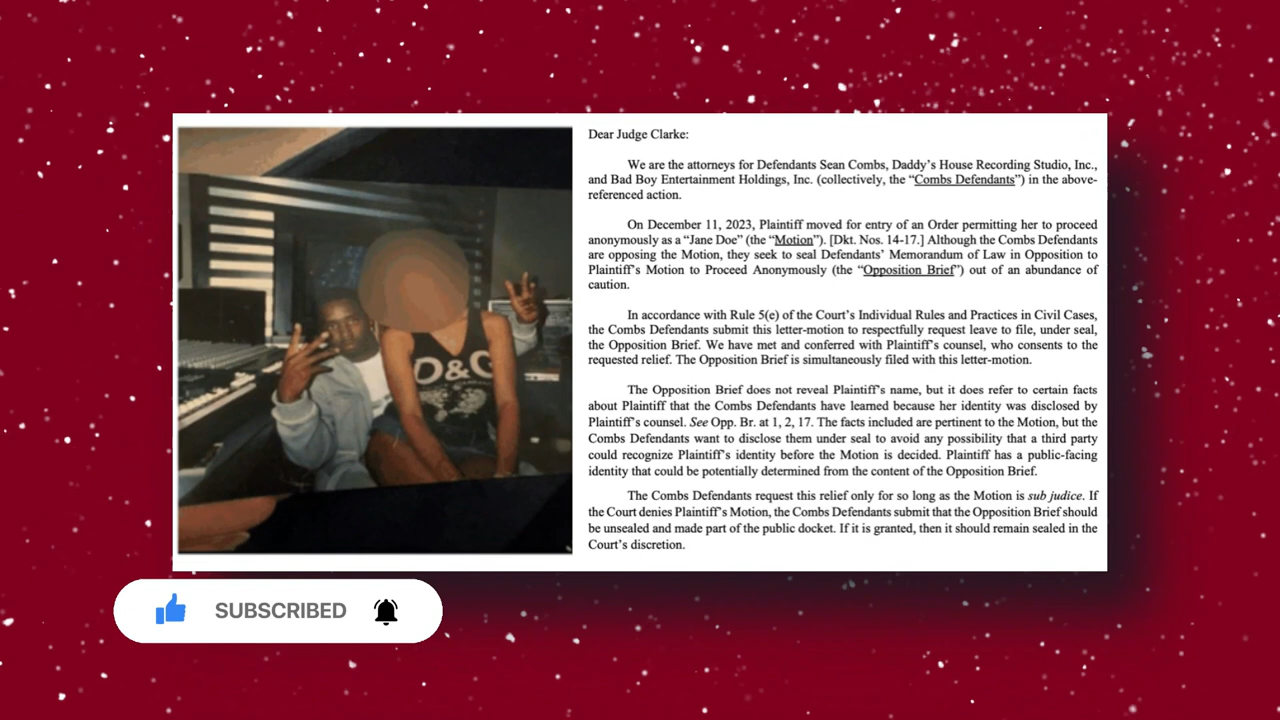 D&G
Dear Judge Clarke:
We are the attorneys for Defendants Sean Combs, Daddy's House Recording Studio, Inc.,
and Bad Boy Entertainment Holdings, Inc. (collectively, the “Combs Defendants”) in the above-
referenced action.
On December 11, 2023, Plaintiff moved for entry of an Order permitting her to proceed
anonymously as a “Jane Doe” (the “Motion”). [Dkt. Nos. 14-17.] Although the Combs Defendants
are opposing the Motion, they seek to seal Defendants’ Memorandum of Law in Opposition to
Plaintiff’s Motion to Proceed Anonymously (the “Opposition Brief”) out of an abundance of
caution.
In accordance with Rule 5(e) of the Court’s Individual Rules and Practices in Civil Cases,
the Combs Defendants submit this letter-motion to respectfully request leave to file, under seal,
the Opposition Brief. We have met and conferred with Plaintiff’s counsel, who consents to the
requested relief. The Opposition Brief is simultaneously filed with this letter-motion.
The Opposition Brief does not reveal Plaintiff’s name, but it does refer to certain facts
about Plaintiff that the Combs Defendants have learned because her identity was disclosed by
Plaintiff’s counsel. See Opp. Br. at 1, 2, 17. The facts included are pertinent to the Motion, but the
Combs Defendants want to disclose them under seal to avoid any possibility that a third party
could recognize Plaintiff’s identity before the Motion is decided. Plaintiff has a public-facing
identity that could be potentially determined from the content of the Opposition Brief.
The Combs Defendants request this relief only for so long as the Motion is sub judice. If
the Court denies Plaintiff’s Motion, the Combs Defendants submit that the Opposition Brief should
be unsealed and made part of the public docket. If it is granted, then it should remain sealed in the
Court’s discretion.
SUBSCRIBED